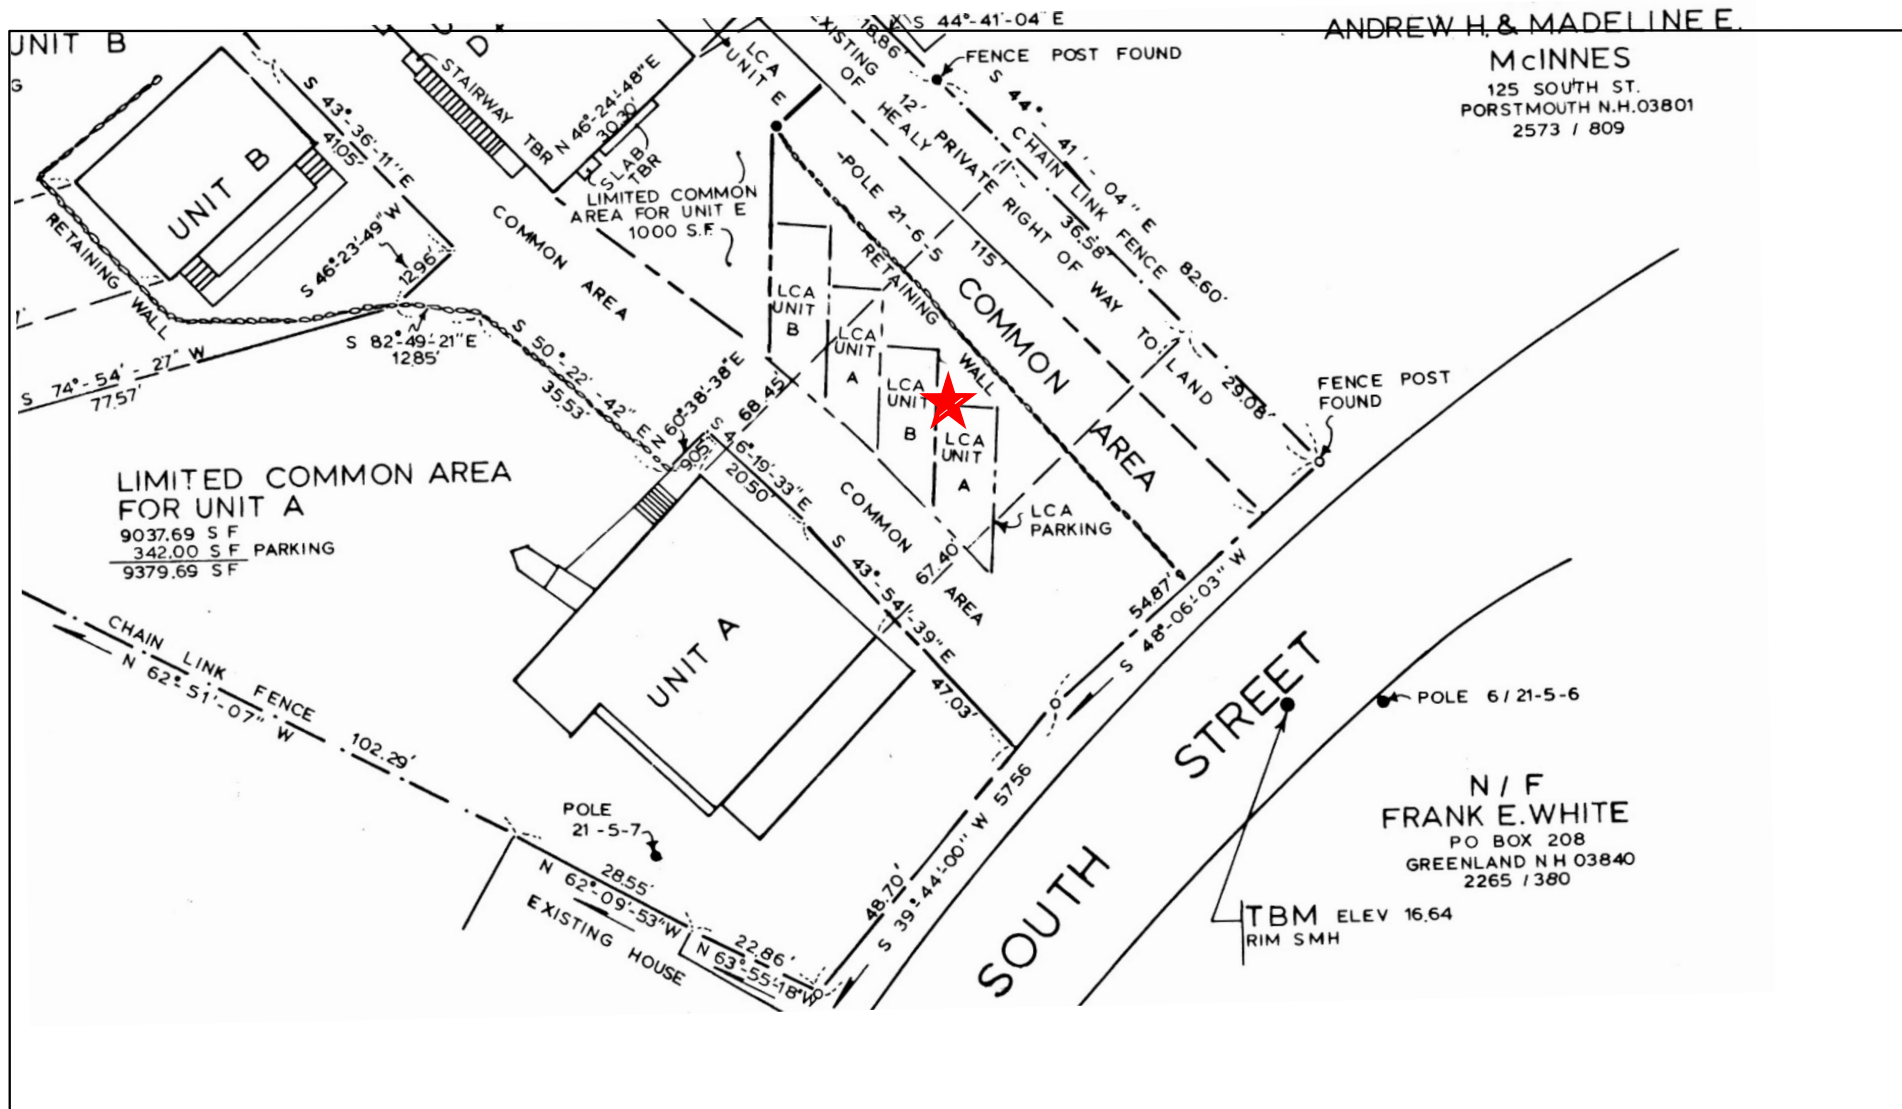 UNIT B
G
S 43°-36'-11"E
41.05'
UNIT B
RETAINING WALL
S 46°-23'-49"W
12.96'
D
STAIRWAY TBR
N 46°-24'-48"E
30.30'
SLAB
TBR
LIMITED COMMON
AREA FOR UNIT E
1000 S.F.
LCA
UNIT E
EXISTING 12' PRIVATE RIGHT OF WAY TO LAND
OF HEALY
18.86'
S 44°-41-04"E
FENCE POST FOUND
S 44°-41'-04"E
CHAIN LINK FENCE
36.58'
82.60'
29.08'
ANDREW H. & MADELINE E.
McINNES
125 SOUTH ST.
PORSTMOUTH N.H.03801
2573 / 809
POLE 21-6-5
115'
COMMON AREA
RETAINING WALL
COMMON AREA
LCA
UNIT
B
LCA
UNIT
A
LCA
UNIT
B
LCA
UNIT
A
LCA
PARKING
FENCE POST
FOUND
S 82°-49'-21"E
12.85'
S 74°-54'-27"W
77.57'
S 50°-22'-42"E
35.53'
N 60°-38'-38"E
9.05'
68.45'
S 46°-19'-33"E
20.50'
LIMITED COMMON AREA
FOR UNIT A
9037.69 S F
342.00 S F PARKING
9379.69 S F
COMMON AREA
67.40'
S 43°-54'-39"E
47.03'
54.87'
S 48°-06'-03" W
UNIT A
CHAIN LINK FENCE
N 62°-51'-07" W
102.29'
POLE
21-5-7
28.55'
N 62°-09'-53"W
EXISTING HOUSE
22.86'
N 63°-55'-18"W
48.70'
S 39°-44'-00" W 57.56
SOUTH STREET
POLE 6/21-5-6
N / F
FRANK E. WHITE
PO BOX 208
GREENLAND N H 03840
2265 / 380
TBM ELEV 16.64
RIM SMH